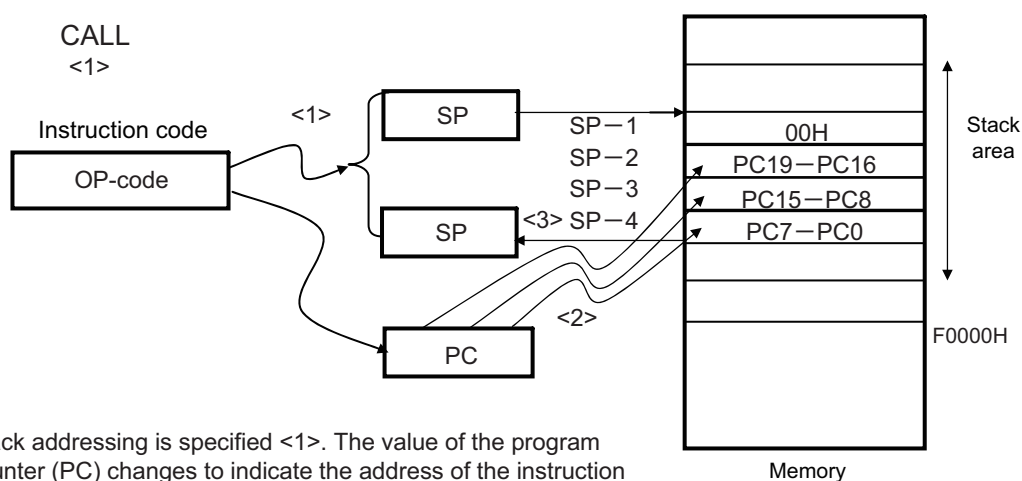 CALL
<1>
Instruction code
OP-code
<1>
SP
SP
PC
SP－1
SP－2
SP－3
<3> SP－4
<2>
00H
PC19－PC16
PC15－PC8
PC7－PC0
Stack
area
F0000H
Memory
ck addressing is specified <1>. The value of the program
unter (PC) changes to indicate the address of the instruction